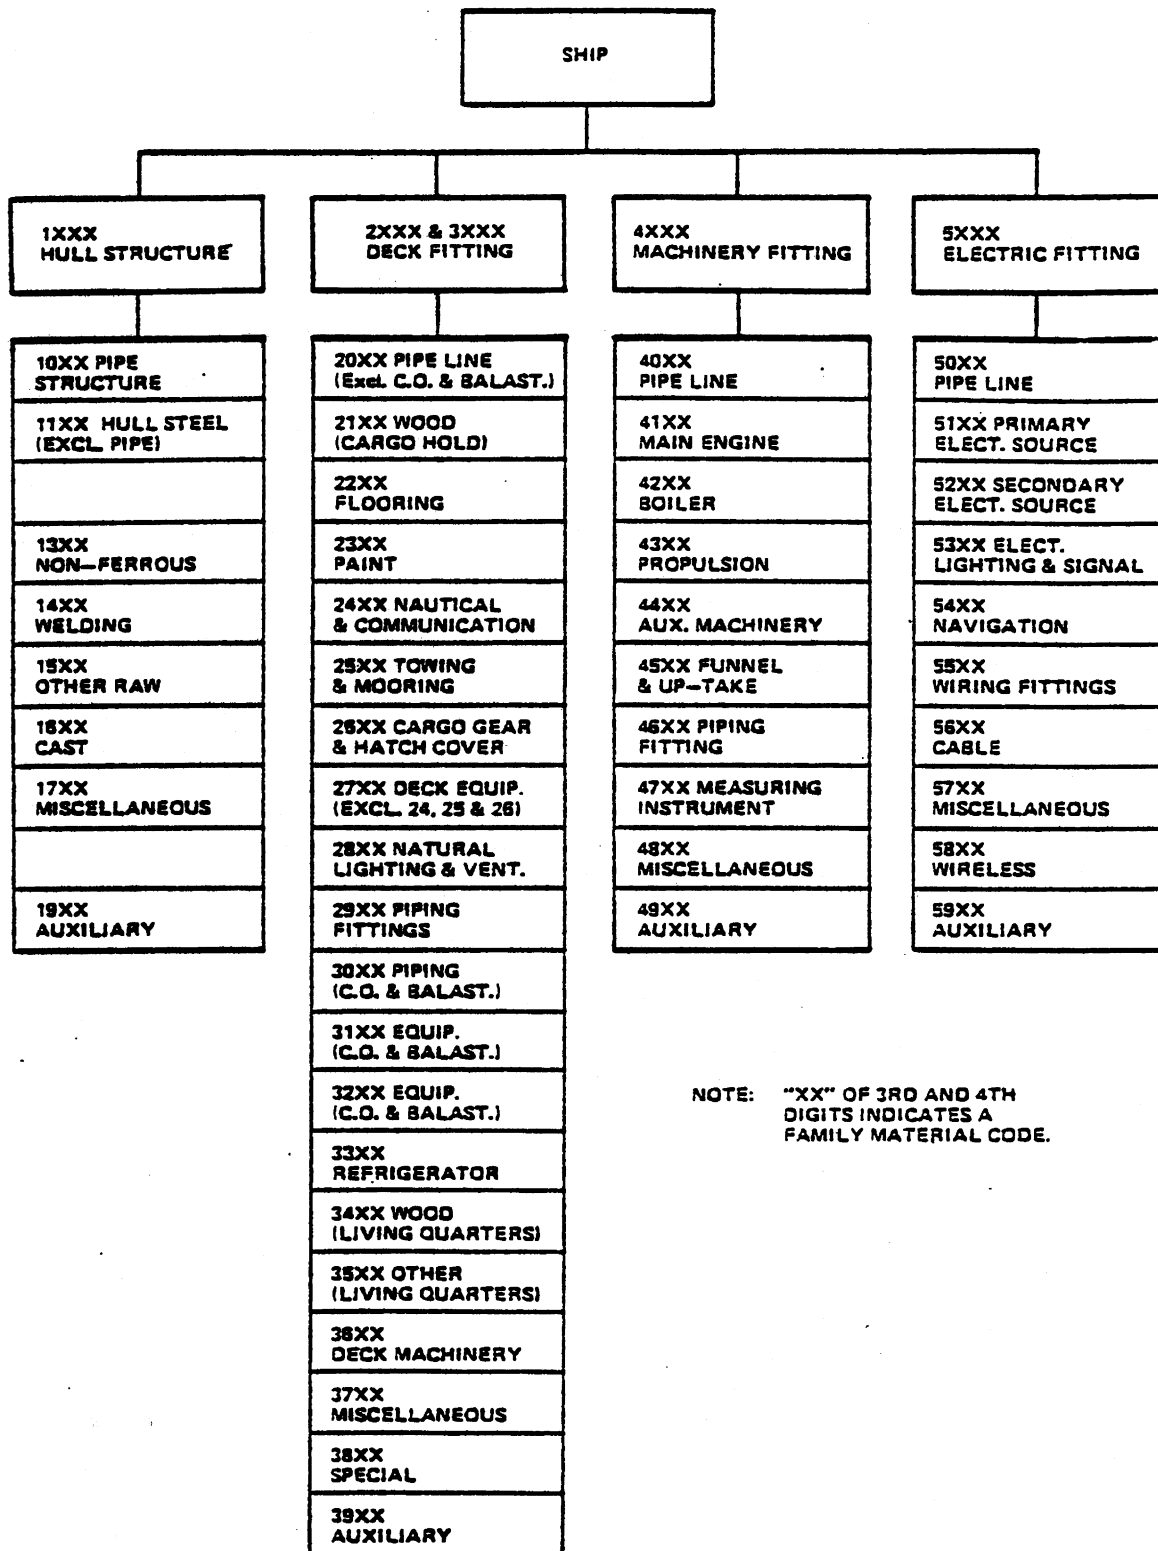 SHIP
1XXX
HULL STRUCTURE
2XXX & 3XXX
DECK FITTING
4XXX
MACHINERY FITTING
5XXX
ELECTRIC FITTING
10XX PIPE
STRUCTURE
11XX HULL STEEL
(EXCL. PIPE)
13XX
NON-FERROUS
14XX
WELDING
15XX
OTHER RAW
16XX
CAST
17XX
MISCELLANEOUS
19XX
AUXILIARY
20XX PIPE LINE
(Excl. C.O. & BALAST.)
21XX WOOD
(CARGO HOLD)
22XX
FLOORING
23XX
PAINT
24XX NAUTICAL
& COMMUNICATION
25XX TOWING
& MOORING
26XX CARGO GEAR
& HATCH COVER
27XX DECK EQUIP.
(EXCL. 24, 25 & 26)
28XX NATURAL
LIGHTING & VENT.
29XX PIPING
FITTINGS
30XX PIPING
(C.O. & BALAST.)
31XX EQUIP.
(C.O. & BALAST.)
32XX EQUIP.
(C.O. & BALAST.)
33XX
REFRIGERATOR
34XX WOOD
(LIVING QUARTERS)
35XX OTHER
(LIVING QUARTERS)
36XX
DECK MACHINERY
37XX
MISCELLANEOUS
38XX
SPECIAL
39XX
AUXILIARY
40XX
PIPE LINE
41XX
MAIN ENGINE
42XX
BOILER
43XX
PROPULSION
44XX
AUX. MACHINERY
45XX FUNNEL
& UP-TAKE
46XX PIPING
FITTING
47XX MEASURING
INSTRUMENT
48XX
MISCELLANEOUS
49XX
AUXILIARY
50XX
PIPE LINE
51XX PRIMARY
ELECT. SOURCE
52XX SECONDARY
ELECT. SOURCE
53XX ELECT.
LIGHTING & SIGNAL
54XX
NAVIGATION
55XX
WIRING FITTINGS
56XX
CABLE
57XX
MISCELLANEOUS
58XX
WIRELESS
59XX
AUXILIARY
NOTE: "XX" OF 3RD AND 4TH
DIGITS INDICATES A
FAMILY MATERIAL CODE.